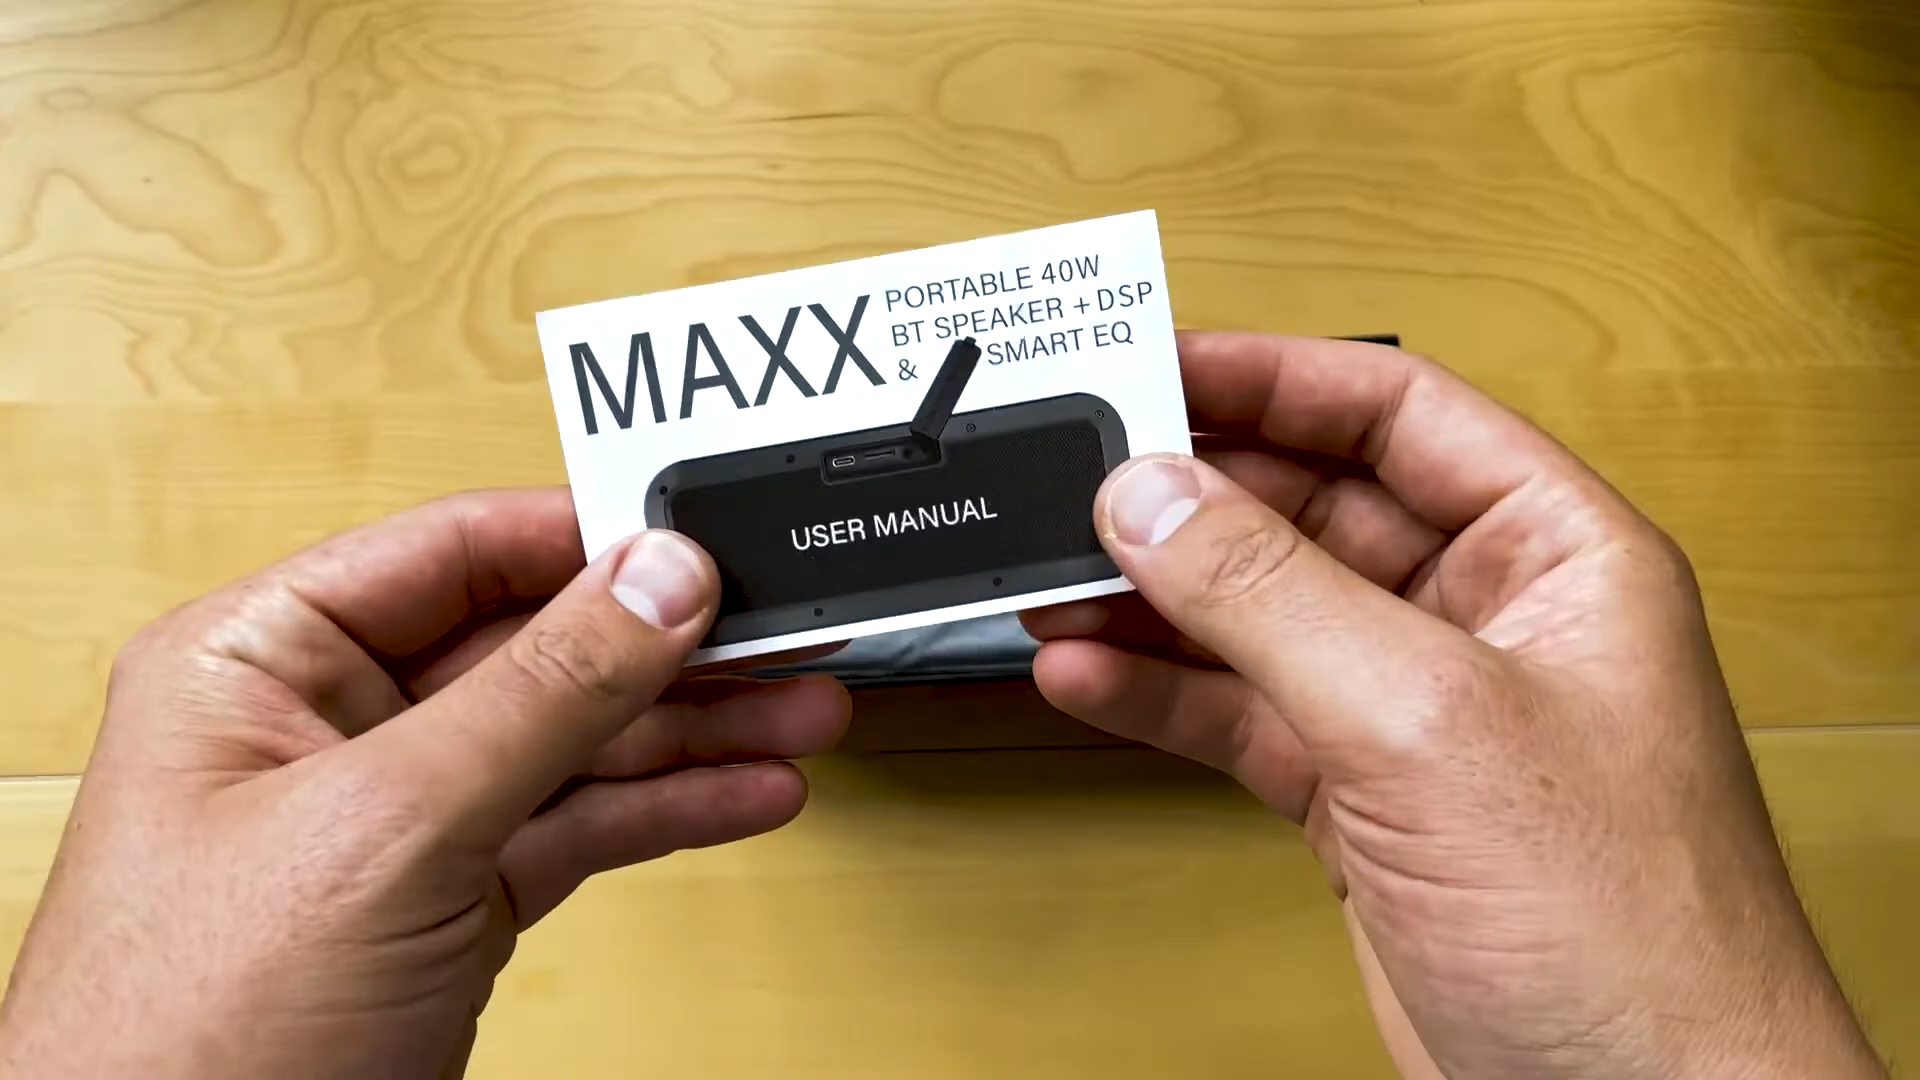 MAXX
PORTABLE 40W
BT SPEAKER + DSP
& SMART EQ
USER MANUAL